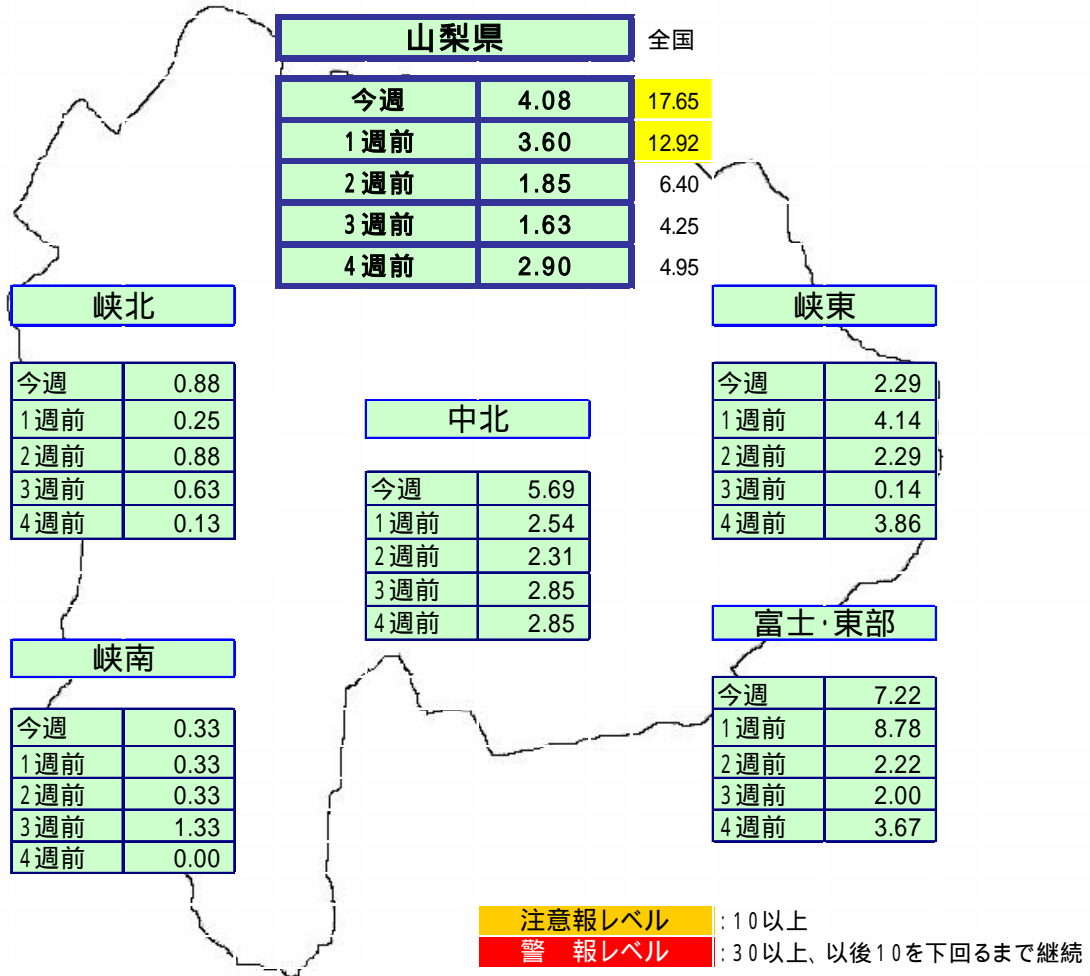 山梨県 全国
今週 4.08 17.65
1週前 3.60 12.92
2週前 1.85 6.40
3週前 1.63 4.25
4週前 2.90 4.95
峡北
今週 0.88
1週前 0.25
2週前 0.88
3週前 0.63
4週前 0.13
中北
今週 5.69
1週前 2.54
2週前 2.31
3週前 2.85
4週前 2.85
峡東
今週 2.29
1週前 4.14
2週前 2.29
3週前 0.14
4週前 3.86
峡南
今週 0.33
1週前 0.33
2週前 0.33
3週前 1.33
4週前 0.00
富士・東部
今週 7.22
1週前 8.78
2週前 2.22
3週前 2.00
4週前 3.67
注意報レベル :10以上
警 報レベル :30以上、以後10を下回るまで継続